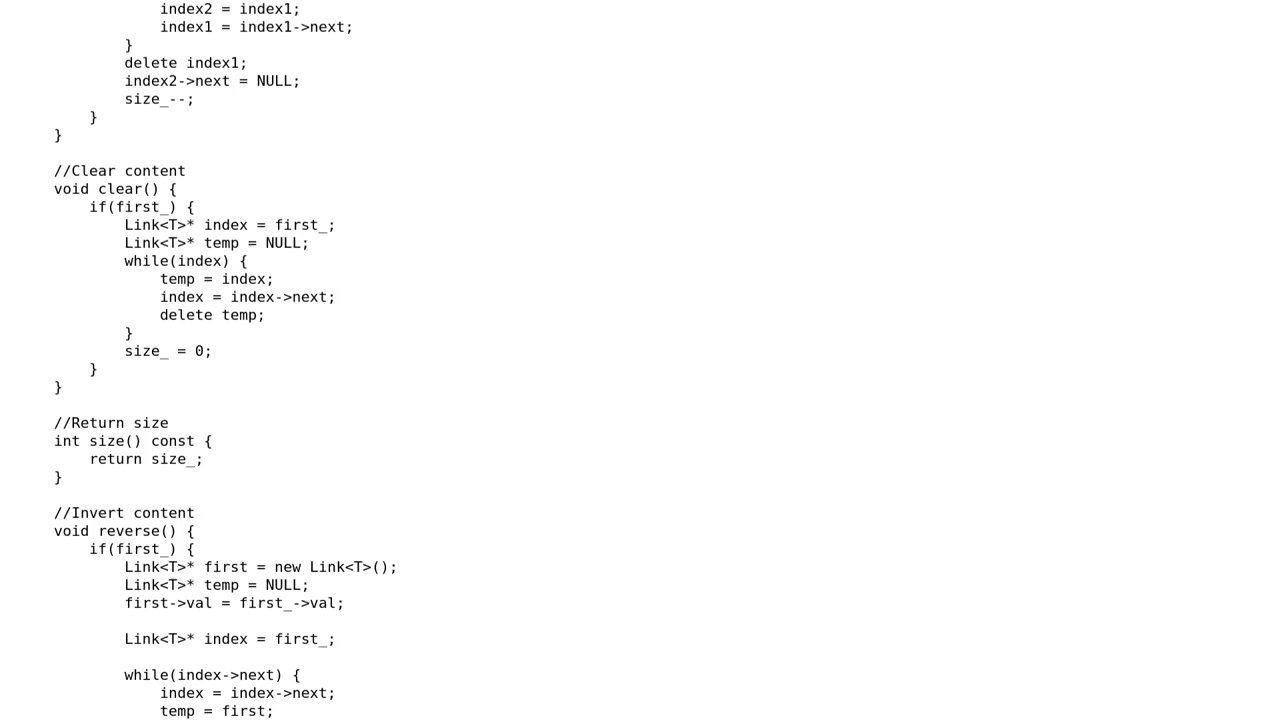 index2 = index1;
            index1 = index1->next;
        }
        delete index1;
        index2->next = NULL;
        size_--;
    }
}

//Clear content
void clear() {
    if(first_) {
        Link<T>* index = first_;
        Link<T>* temp = NULL;
        while(index) {
            temp = index;
            index = index->next;
            delete temp;
        }
        size_ = 0;
    }
}

//Return size
int size() const {
    return size_;
}

//Invert content
void reverse() {
    if(first_) {
        Link<T>* first = new Link<T>();
        Link<T>* temp = NULL;
        first->val = first_->val;

        Link<T>* index = first_;

        while(index->next) {
            index = index->next;
            temp = first;